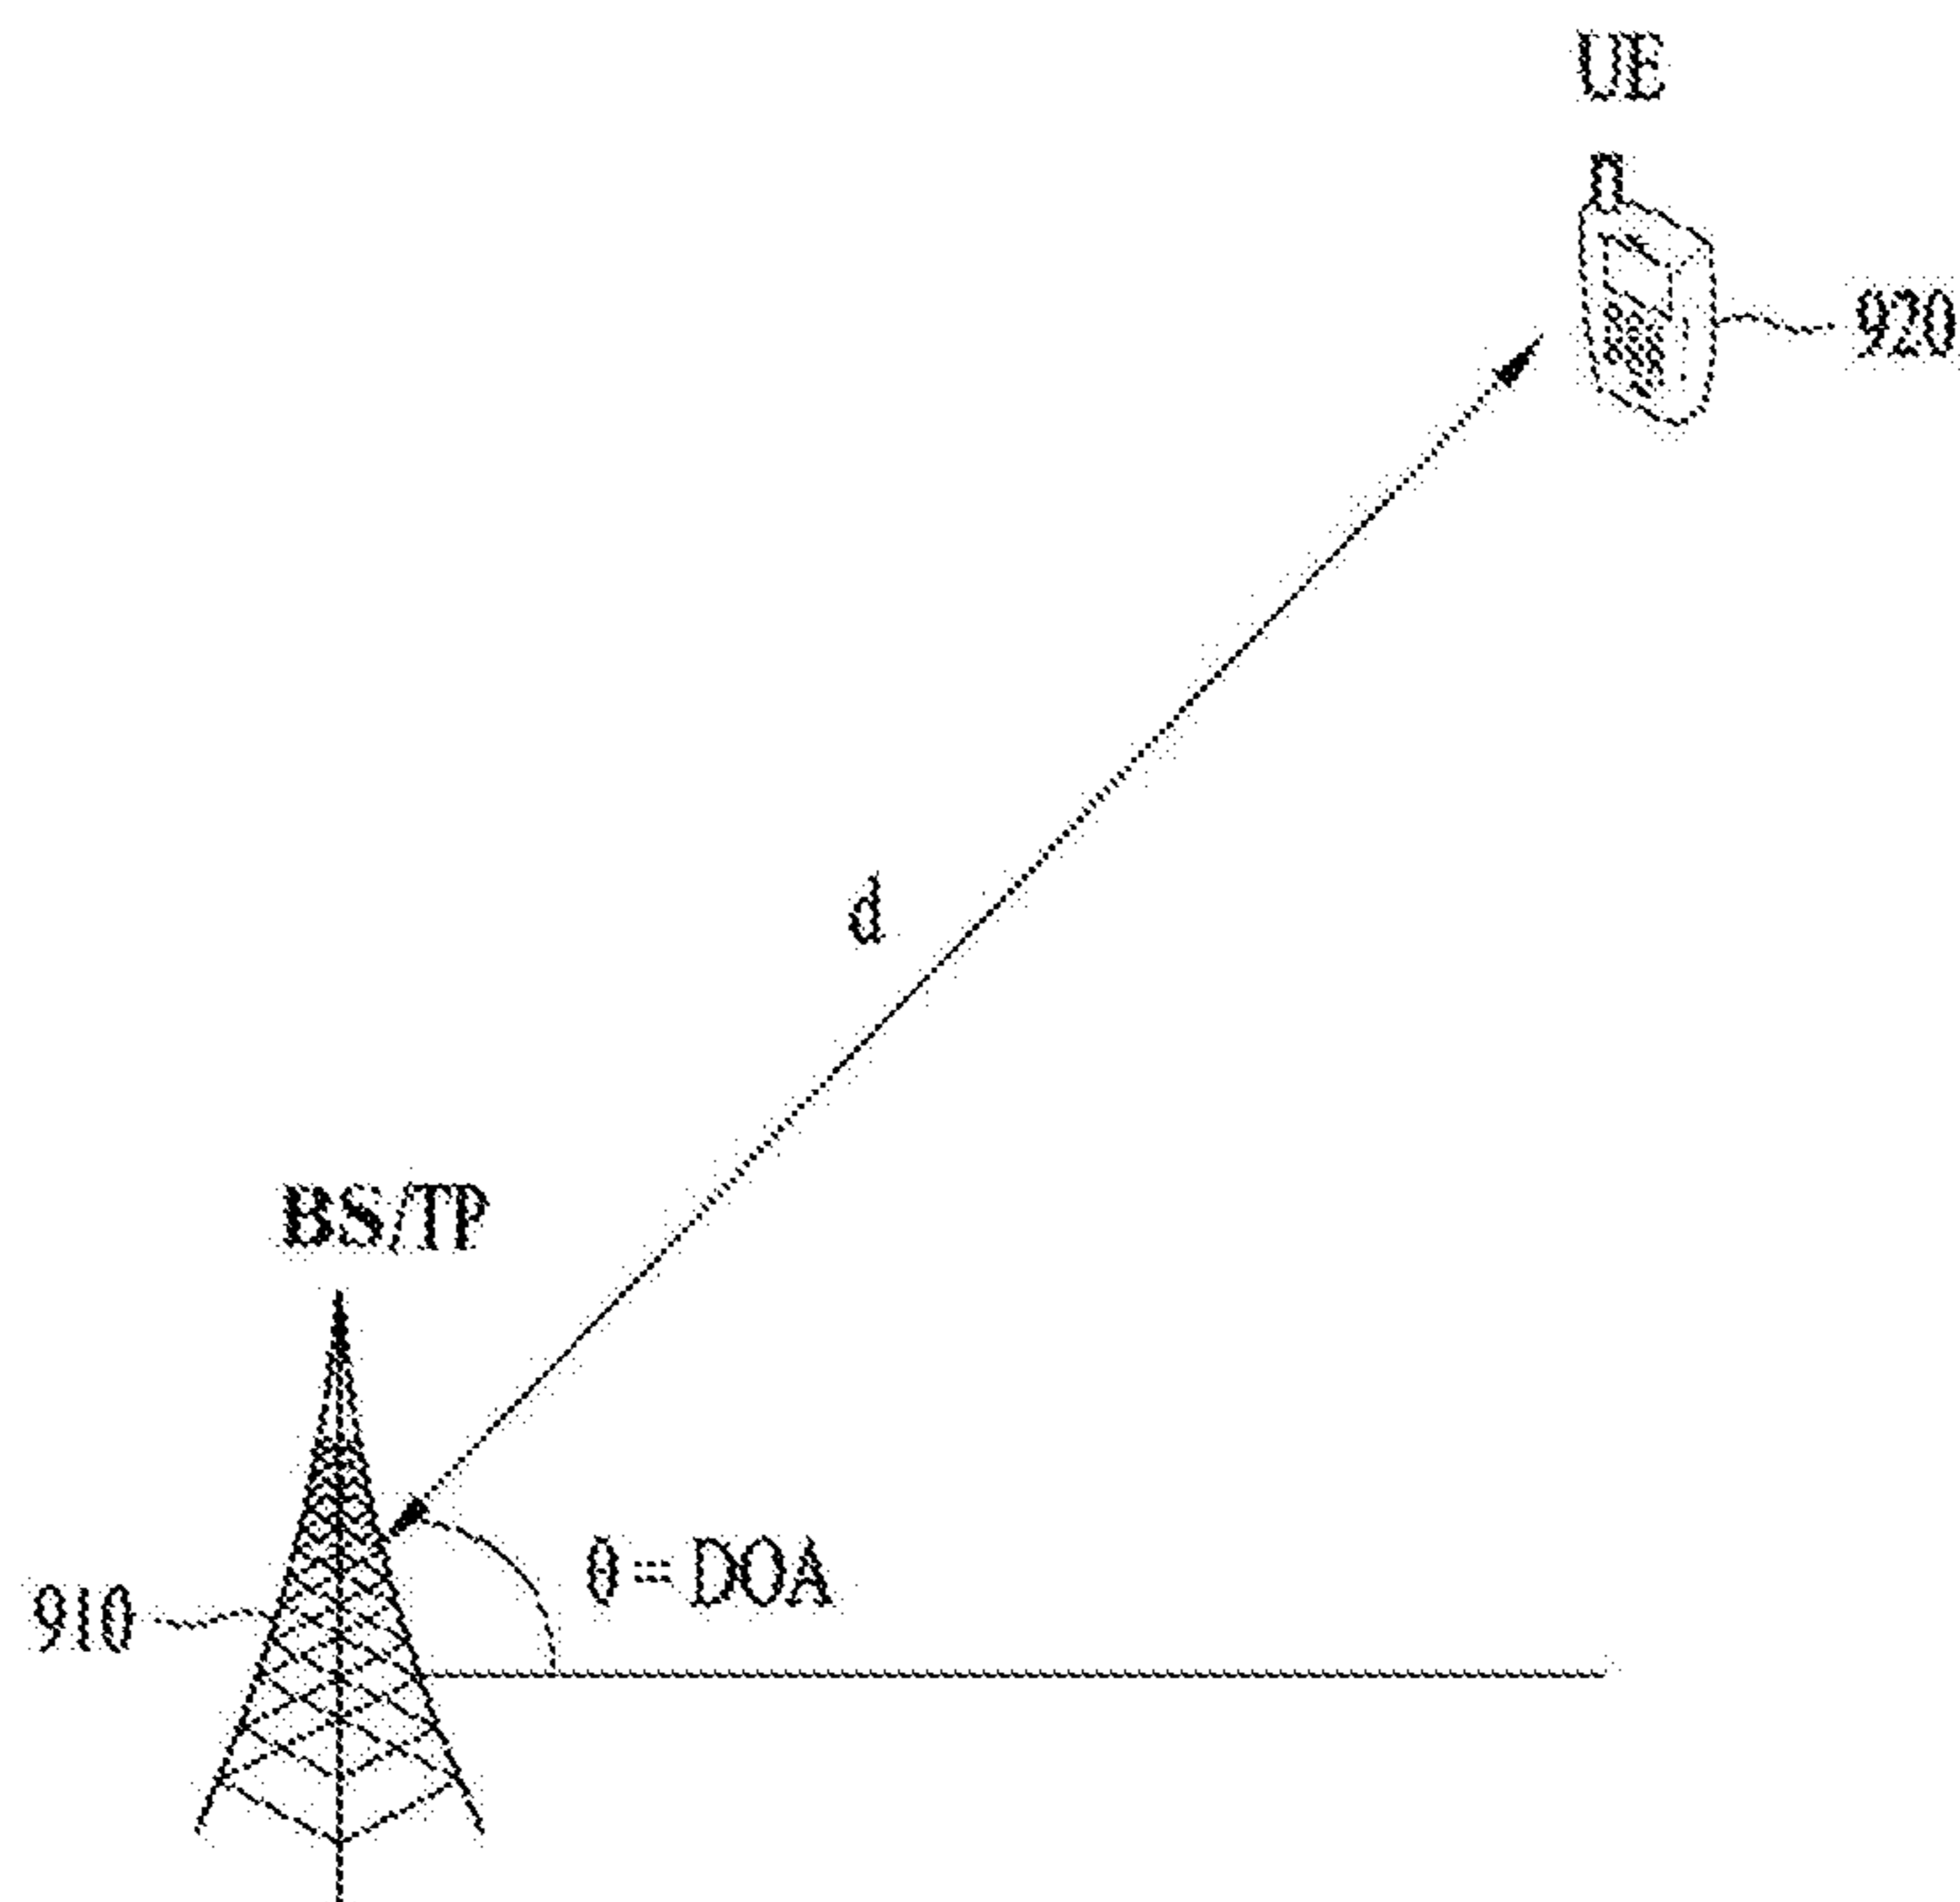 UE
920
d
BS/TP
θ = DOA
910